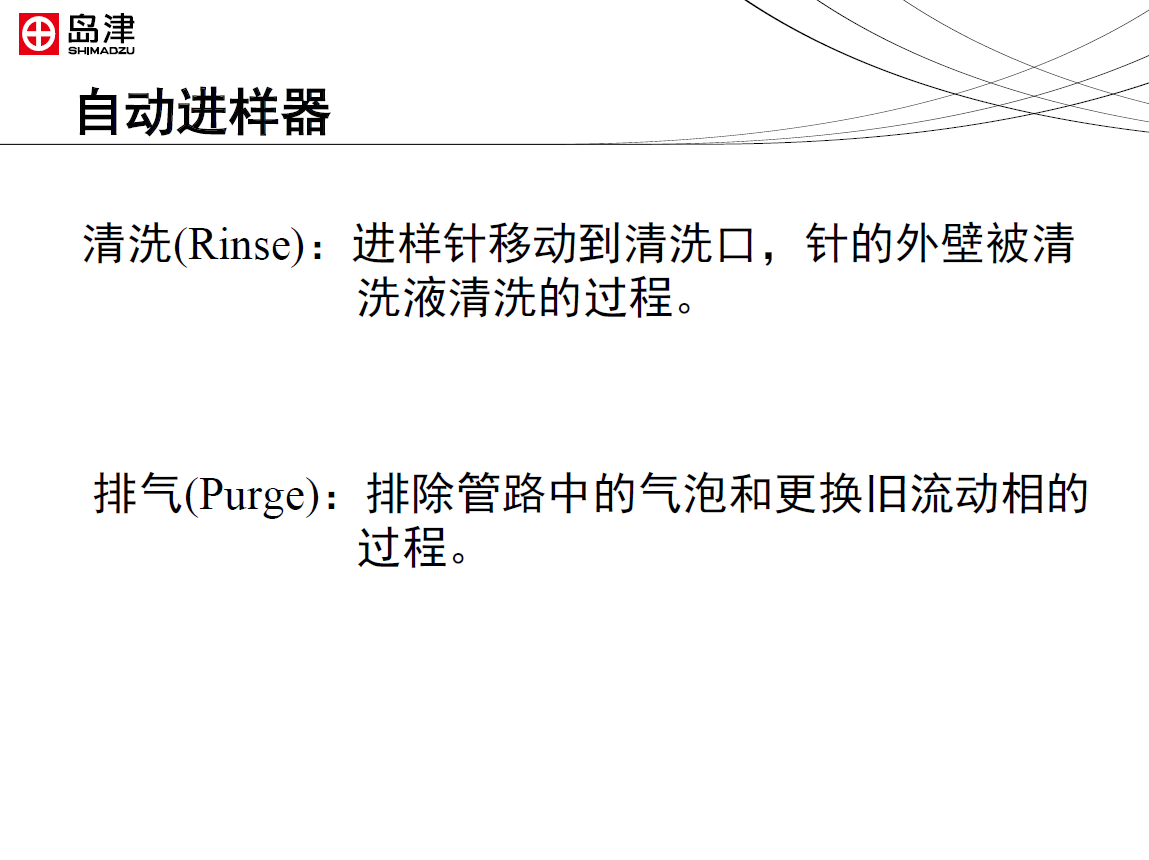 岛津
SHIMADZU
自动进样器
清洗(Rinse)：进样针移动到清洗口，针的外壁被清
洗液清洗的过程。
排气(Purge)：排除管路中的气泡和更换旧流动相的
过程。